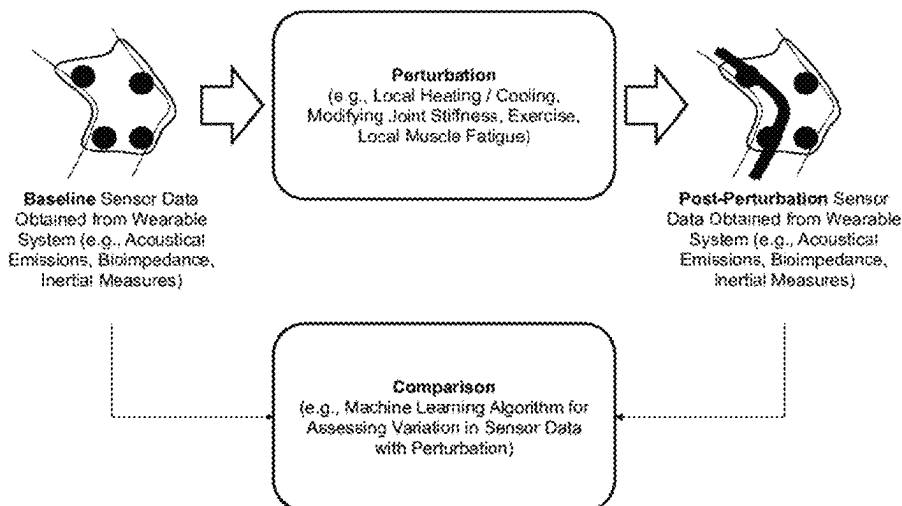 Perturbation
(e.g., Local Heating / Cooling,
Modifying Joint Stiffness, Exercise,
Local Muscle Fatigue)
Baseline Sensor Data
Obtained from Wearable
System (e.g., Acoustical
Emissions, Bioimpedance,
Inertial Measures)
Post-Perturbation Sensor
Data Obtained from Wearable
System (e.g., Acoustical
Emissions, Bioimpedance,
Inertial Measures)
Comparison
(e.g., Machine Learning Algorithm for
Assessing Variation in Sensor Data
with Perturbation)